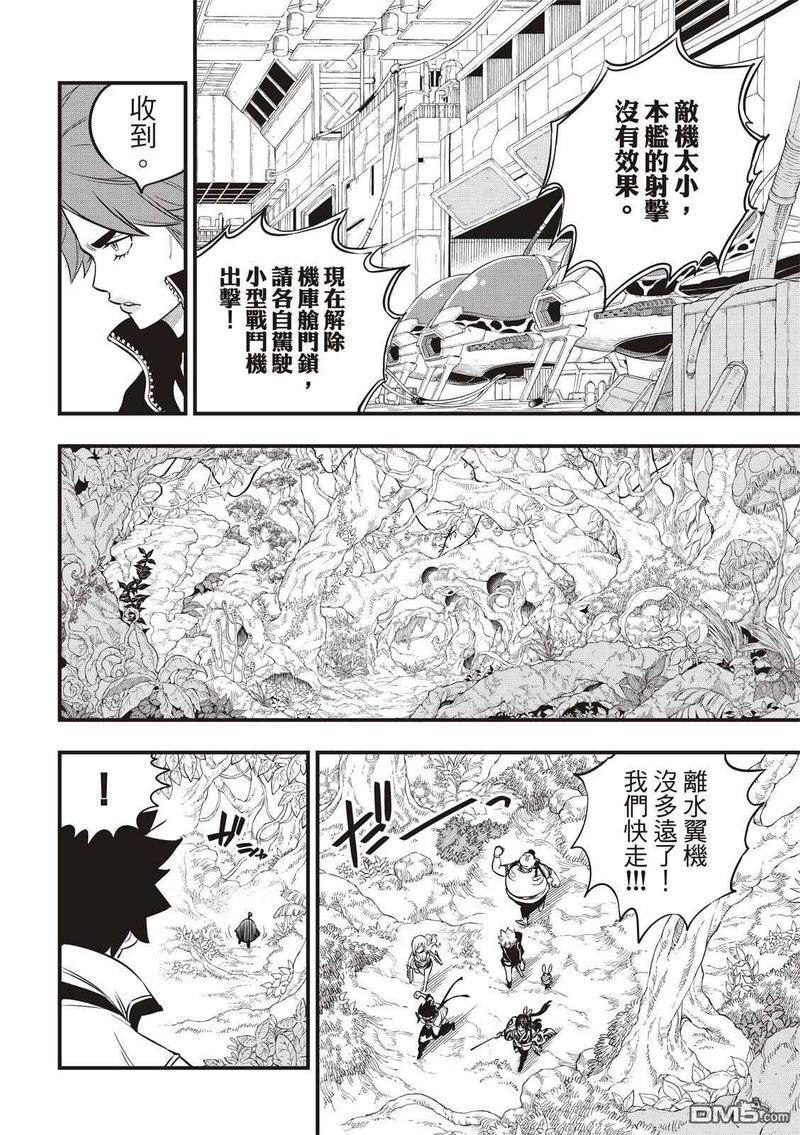 敵機太小，
本艦的射擊
沒有效果。
現在解除
機庫艙門鎖，
請各自駕駛
小型戰鬥機
出擊！
收到。
離水翼機
沒多遠了！
我們快走！！！
！
DM5.com